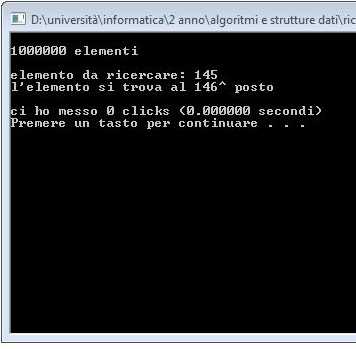 D:\università\informatica\2 anno\algoritmi e strutture dati\ric
1000000 elementi
elemento da ricercare: 145
l'elemento si trova al 146^ posto
ci ho messo 0 clicks (0.000000 secondi)
Premere un tasto per continuare . . .